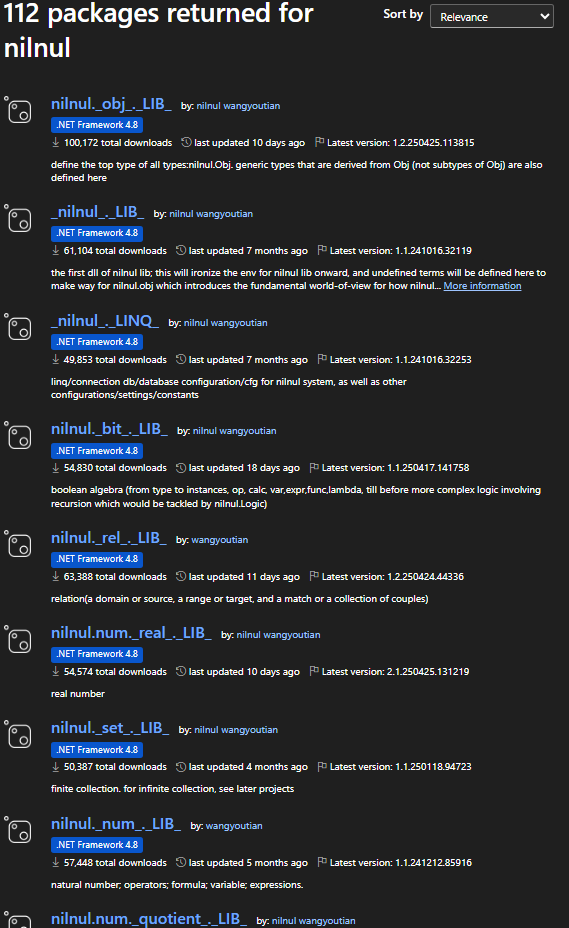 112 packages returned for
nilnul
Sort by
Relevance
nilnul._obj_._LIB_ by: nilnul wangyoutian
.NET Framework 4.8
100,172 total downloads last updated 10 days ago Latest version: 1.2.250425.113815
define the top type of all types:nilnul.Obj. generic types that are derived from Obj (not subtypes of Obj) are also
defined here
_nilnul_._LIB_ by: nilnul wangyoutian
.NET Framework 4.8
61,104 total downloads last updated 7 months ago Latest version: 1.1.241016.32119
the first dll of nilnul lib; this will ironize the env for nilnul lib onward, and undefined terms will be defined here to
make way for nilnul.obj which introduces the fundamental world-of-view for how nilnul... More information
_nilnul_._LINQ_ by: nilnul wangyoutian
.NET Framework 4.8
49,853 total downloads last updated 7 months ago Latest version: 1.1.241016.32253
linq/connection db/database configuration/cfg for nilnul system, as well as other
configurations/settings/constants
nilnul._bit_._LIB_ by: nilnul wangyoutian
.NET Framework 4.8
54,830 total downloads last updated 18 days ago Latest version: 1.1.250417.141758
boolean algebra (from type to instances, op, calc, var,expr,func,lambda, till before more complex logic involving
recursion which would be tackled by nilnul.Logic)
nilnul._rel_._LIB_ by: wangyoutian
.NET Framework 4.8
63,388 total downloads last updated 11 days ago Latest version: 1.2.250424.44336
relation(a domain or source, a range or target, and a match or a collection of couples)
nilnul.num._real_._LIB_ by: nilnul wangyoutian
.NET Framework 4.8
54,574 total downloads last updated 10 days ago Latest version: 2.1.250425.131219
real number
nilnul._set_._LIB_ by: nilnul wangyoutian
.NET Framework 4.8
50,387 total downloads last updated 4 months ago Latest version: 1.1.250118.94723
finite collection. for infinite collection, see later projects
nilnul._num_._LIB_ by: wangyoutian
.NET Framework 4.8
57,448 total downloads last updated 5 months ago Latest version: 1.1.241212.85916
natural number; operators; formula; variable; expressions.
nilnul.num._quotient_._LIB_ by: nilnul wangyoutian